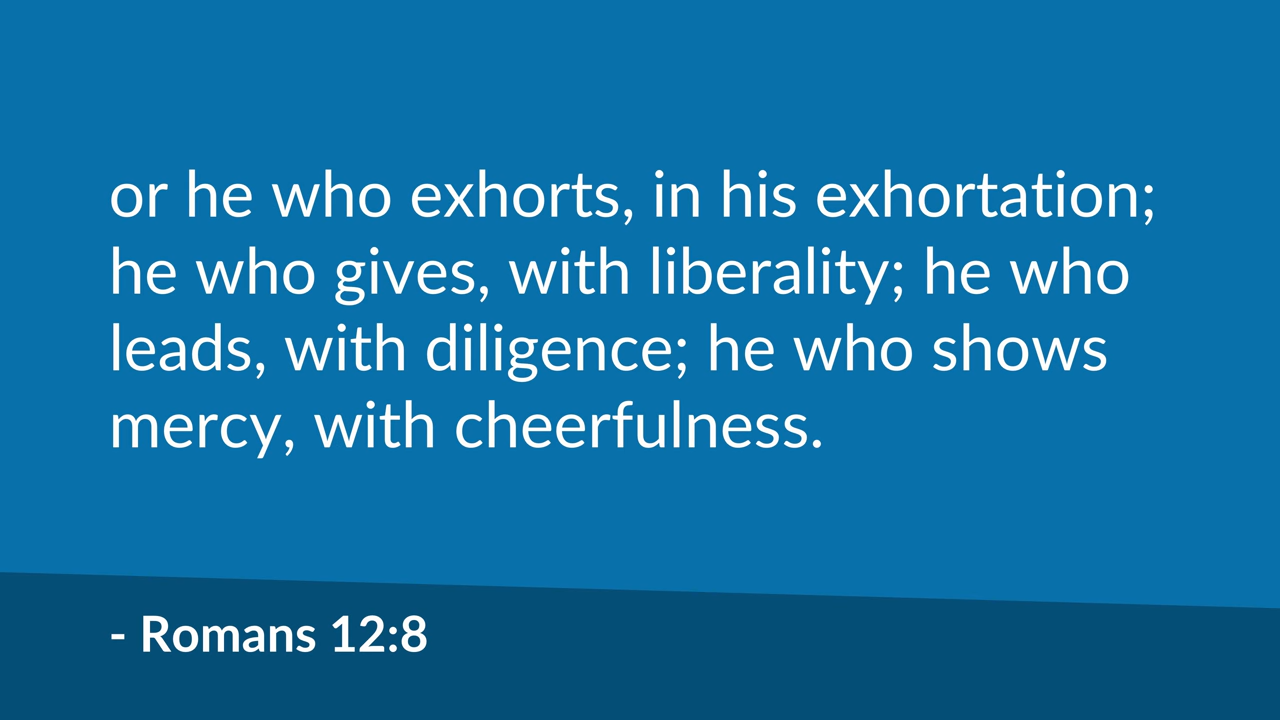 or he who exhorts, in his exhortation;
he who gives, with liberality; he who
leads, with diligence; he who shows
mercy, with cheerfulness.
- Romans 12:8